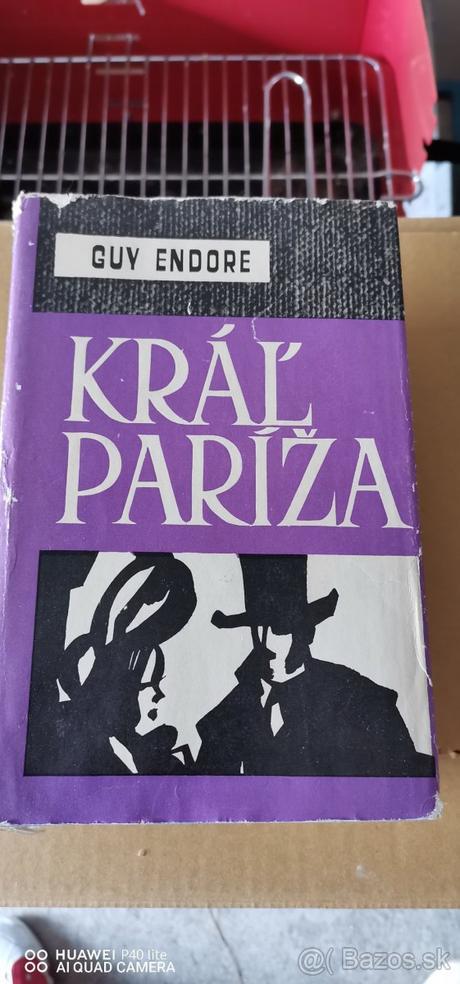 GUY ENDORE
KRÁĽ
PARÍŽA
HUAWEI P40 lite
AI QUAD CAMERA
Bazos.sk